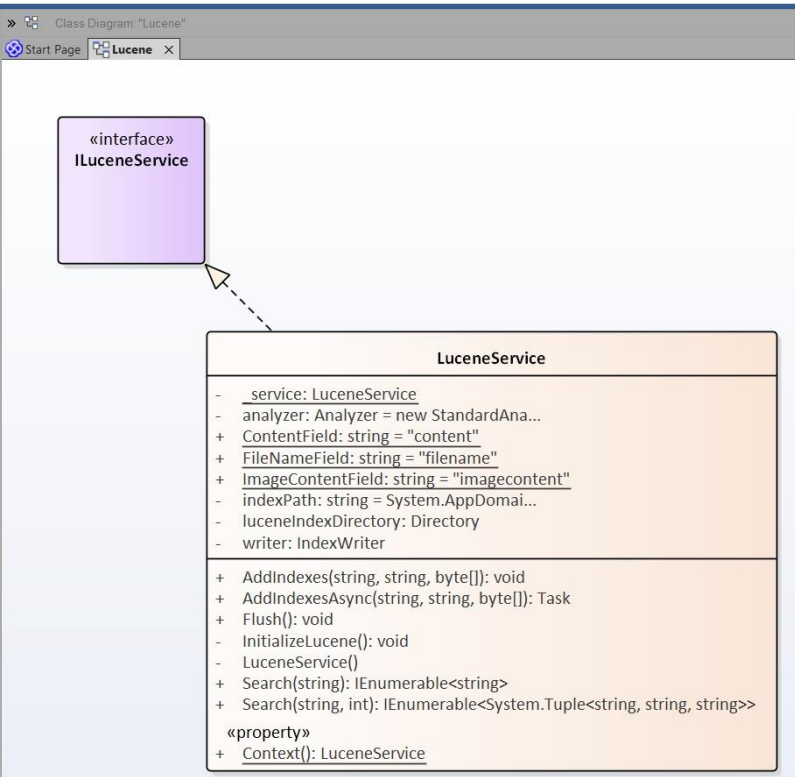 » Class Diagram: "Lucene"
Start Page Lucene ×
«interface»
ILuceneService
LuceneService
- _service: LuceneService
- analyzer: Analyzer = new StandardAna...
+ ContentField: string = "content"
+ FileNameField: string = "filename"
+ ImageContentField: string = "imagecontent"
- indexPath: string = System.AppDomai...
- luceneIndexDirectory: Directory
- writer: IndexWriter
+ AddIndexes(string, string, byte[]): void
+ AddIndexesAsync(string, string, byte[]): Task
+ Flush(): void
- InitializeLucene(): void
- LuceneService()
+ Search(string): IEnumerable<string>
+ Search(string, int): IEnumerable<System.Tuple<string, string, string>>
«property»
+ Context(): LuceneService